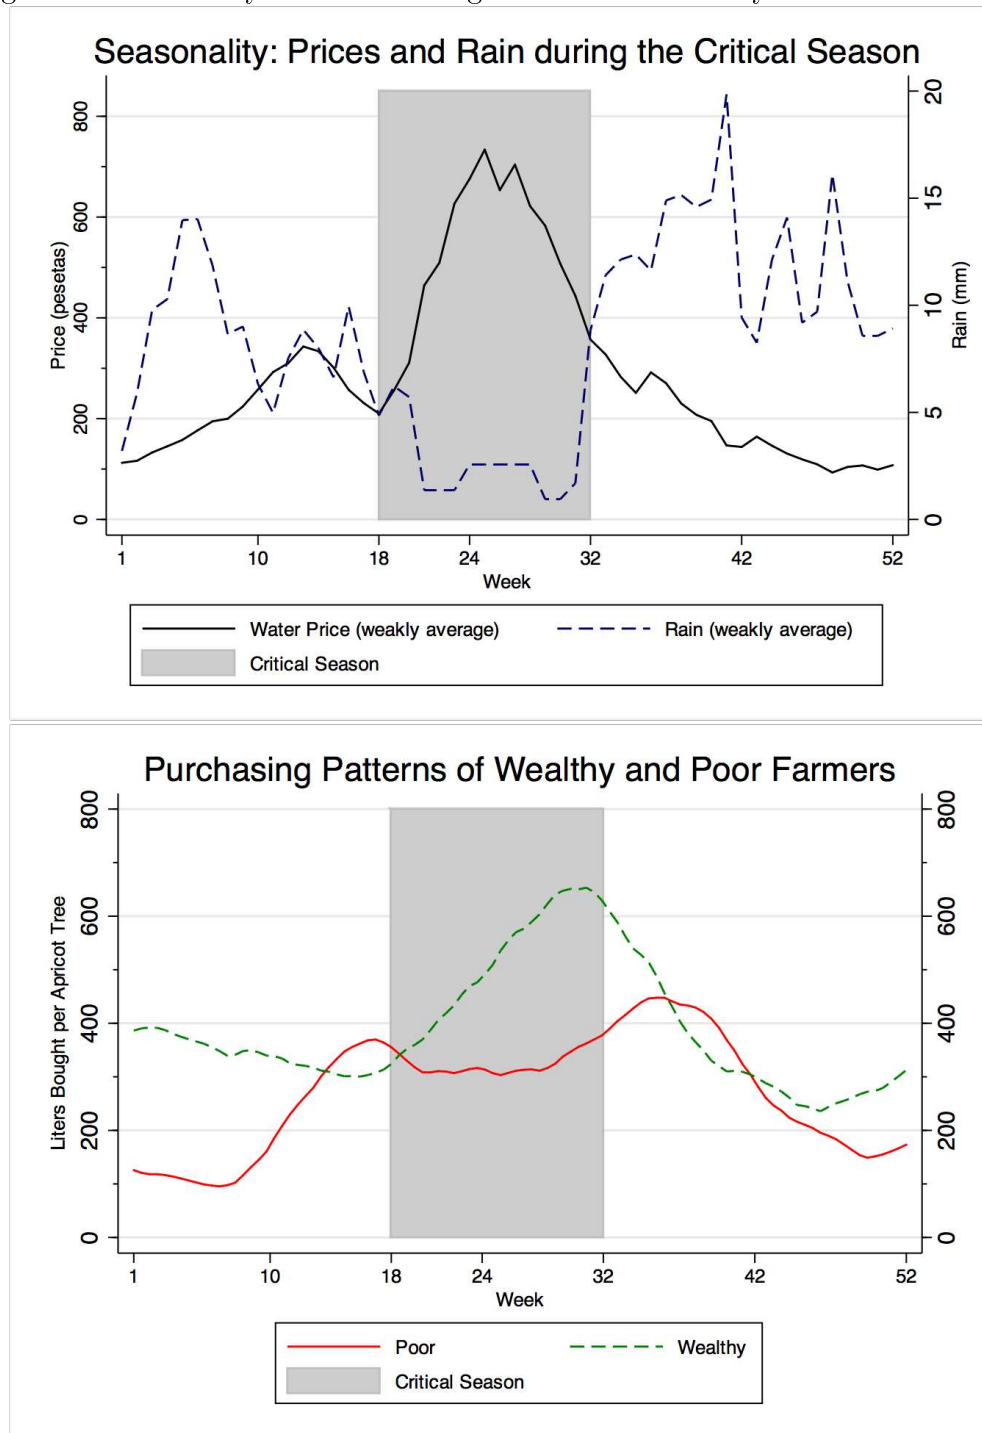 Seasonality: Prices and Rain during the Critical Season
Price (pesetas)
0 200 400 600 800
Rain (mm)
0 5 10 15 20
1 10 18 24 32 42 52
Week
Water Price (weakly average) Rain (weakly average)
Critical Season
Purchasing Patterns of Wealthy and Poor Farmers
Liters Bought per Apricot Tree
0 200 400 600 800
0 200 400 600 800
1 10 18 24 32 42 52
Week
Poor Wealthy
Critical Season